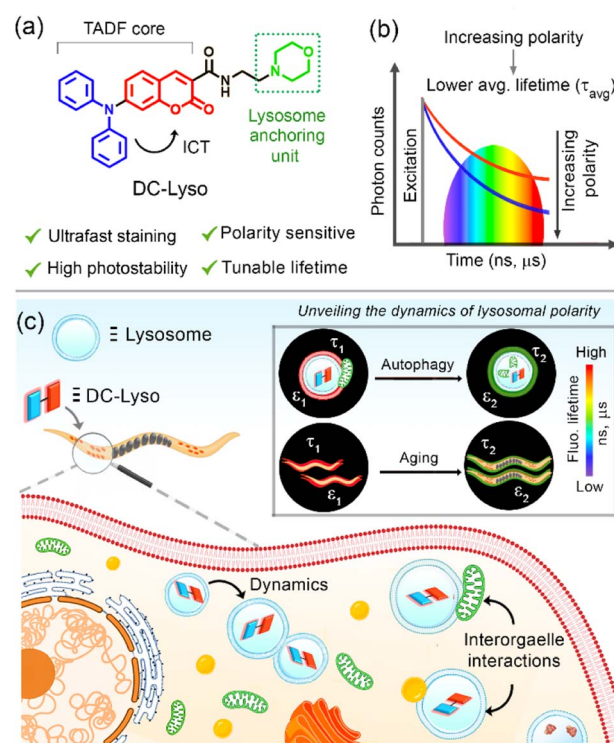 (a)
TADF core
O
N
H
N
O
N
O
O
ICT
Lysosome
anchoring
unit
DC-Lyso
✓ Ultrafast staining
✓ Polarity sensitive
✓ High photostability
✓ Tunable lifetime
(b)
Increasing polarity
Lower avg. lifetime (τavg)
Photon counts
Excitation
Increasing
polarity
Time (ns, μs)
(c)
Lysosome
DC-Lyso
Unveiling the dynamics of lysosomal polarity
τ1
ε1
Autophagy
τ2
ε2
τ1
ε1
Aging
τ2
ε2
High
Fluo. lifetime
ns, μs
Low
Dynamics
Interorgaelle
interactions